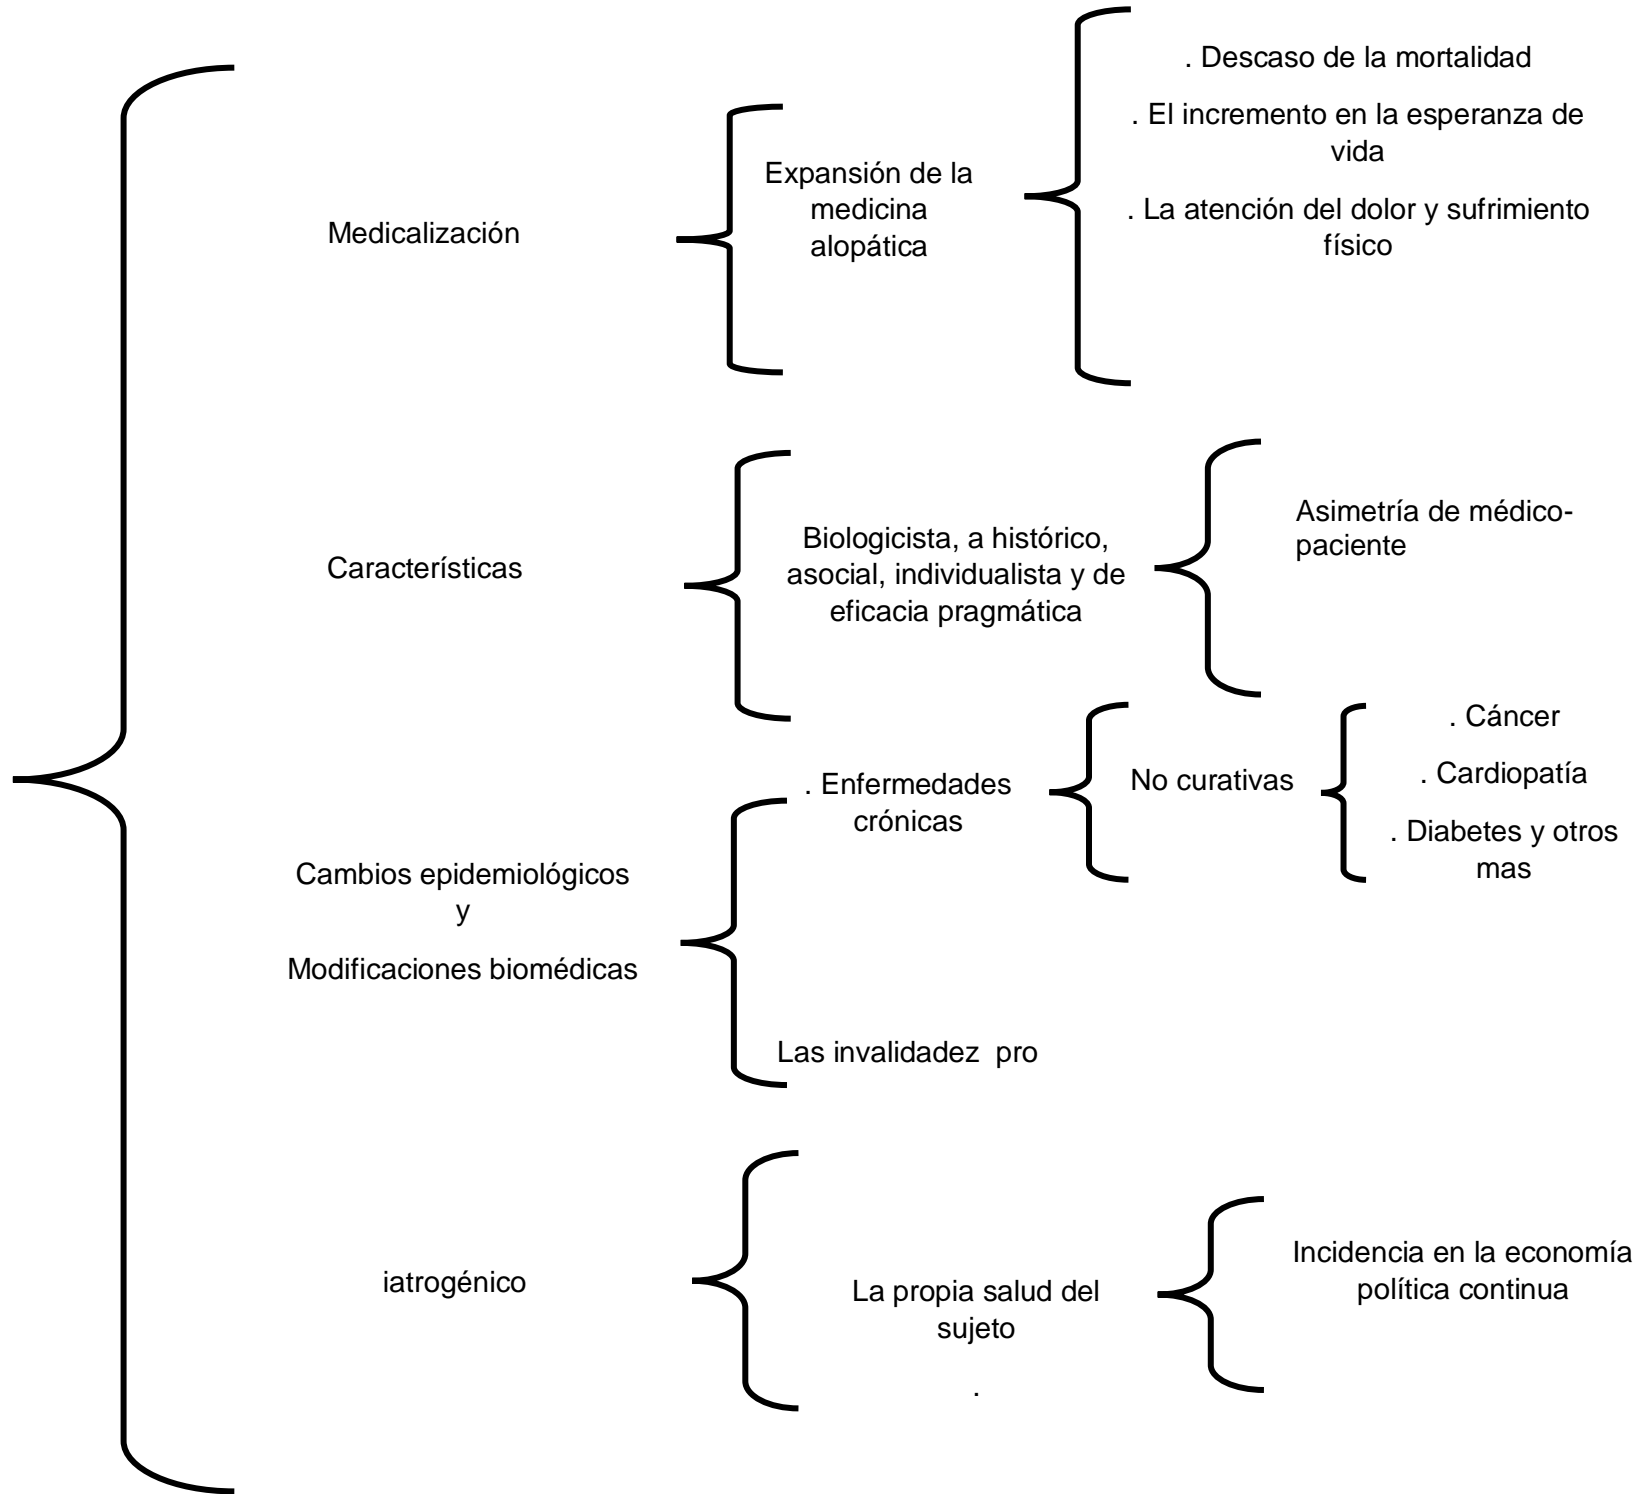 Medicalización
Expansión de la
medicina
alopática
. Descaso de la mortalidad
. El incremento en la esperanza de
vida
. La atención del dolor y sufrimiento
físico
Características
Biologicista, a histórico,
asocial, individualista y de
eficacia pragmática
Asimetría de médico-
paciente
Cambios epidemiológicos
y
Modificaciones biomédicas
. Enfermedades
crónicas
No curativas
. Cáncer
. Cardiopatía
. Diabetes y otros
mas
Las invalidadez  pro
iatrogénico
La propia salud del
sujeto
.
Incidencia en la economía
política continua